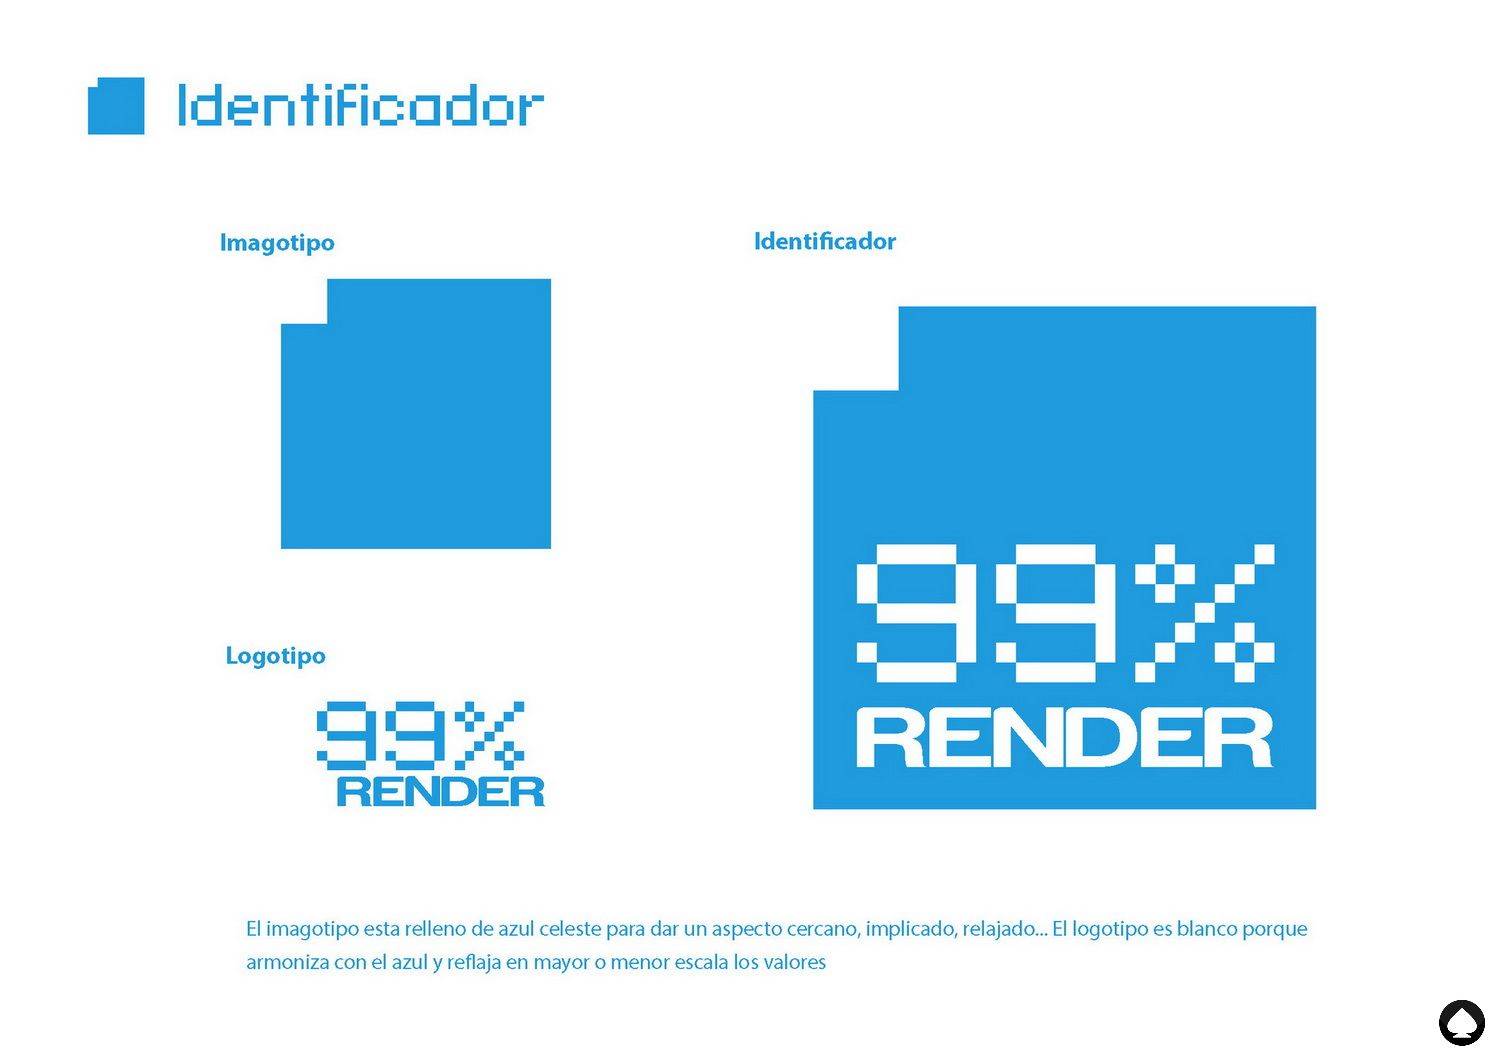 Identificador
Imagotipo
Identificador
99%
RENDER
Logotipo
99%
RENDER
El imagotipo esta relleno de azul celeste para dar un aspecto cercano, implicado, relajado... El logotipo es blanco porque
armoniza con el azul y reflaja en mayor o menor escala los valores